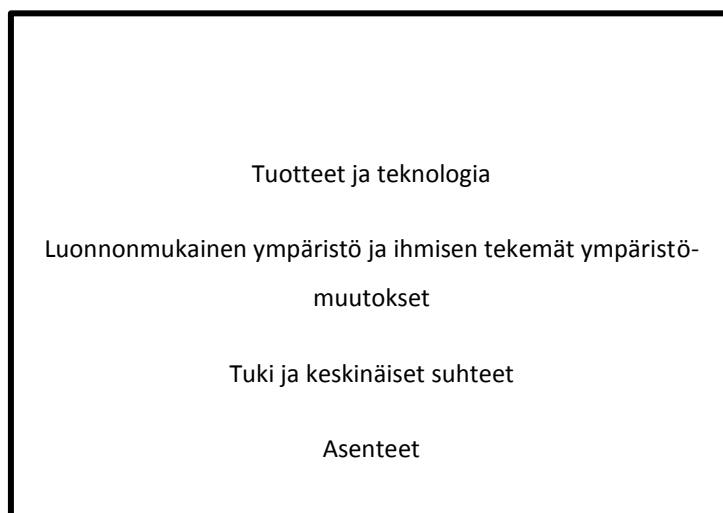 Tuotteet ja teknologia
Luonnonmukainen ympäristö ja ihmisen tekemät ympäristö-
muutokset
Tuki ja keskinäiset suhteet
Asenteet